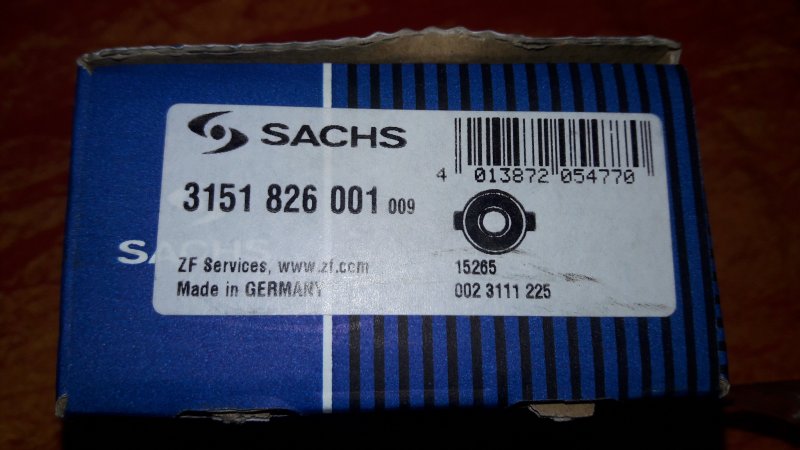 SACHS
4 013872 054770
3151 826 001 009
SACHS
ZF Services, www.zf.com
15265
Made in GERMANY
002 3111 225